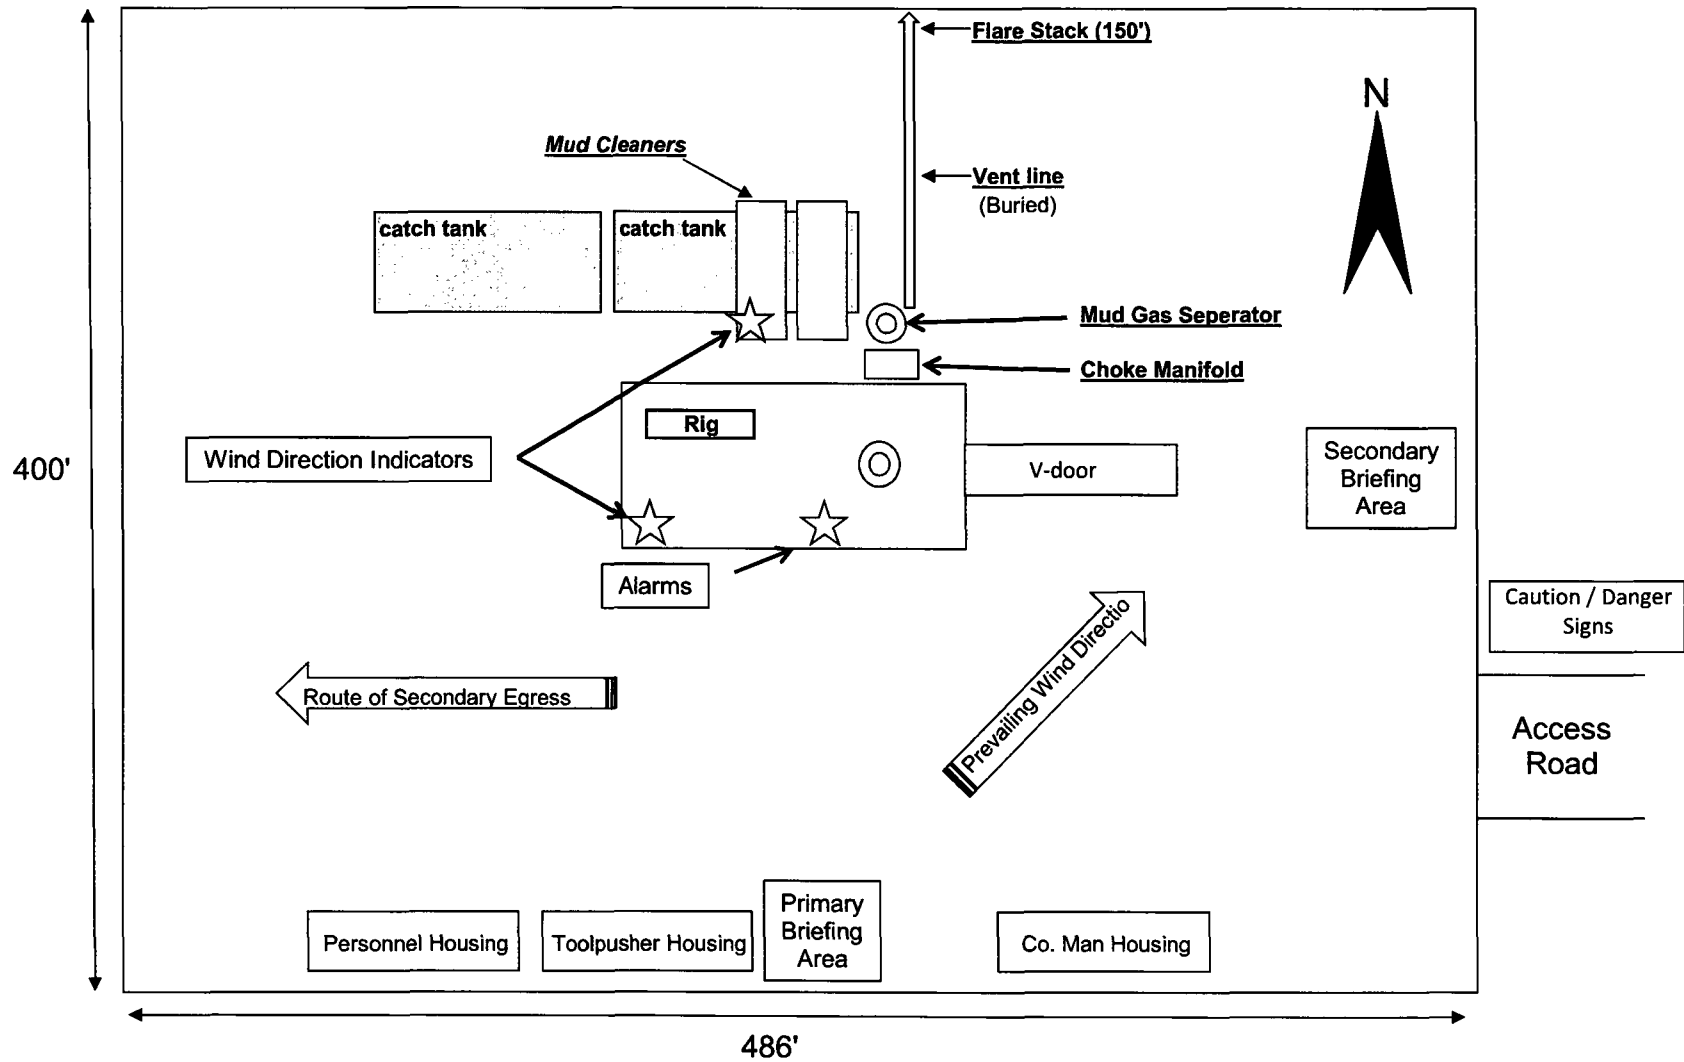 Flare Stack (150')
N
Mud Cleaners
Vent line
(Buried)
catch tank
catch tank
Mud Gas Seperator
Choke Manifold
Rig
Wind Direction Indicators
400'
V-door
Secondary
Briefing
Area
Alarms
Caution / Danger
Signs
Prevailing Wind Directio
Route of Secondary Egress
Access
Road
Primary
Briefing
Area
Personnel Housing
Toolpusher Housing
Co. Man Housing
486'